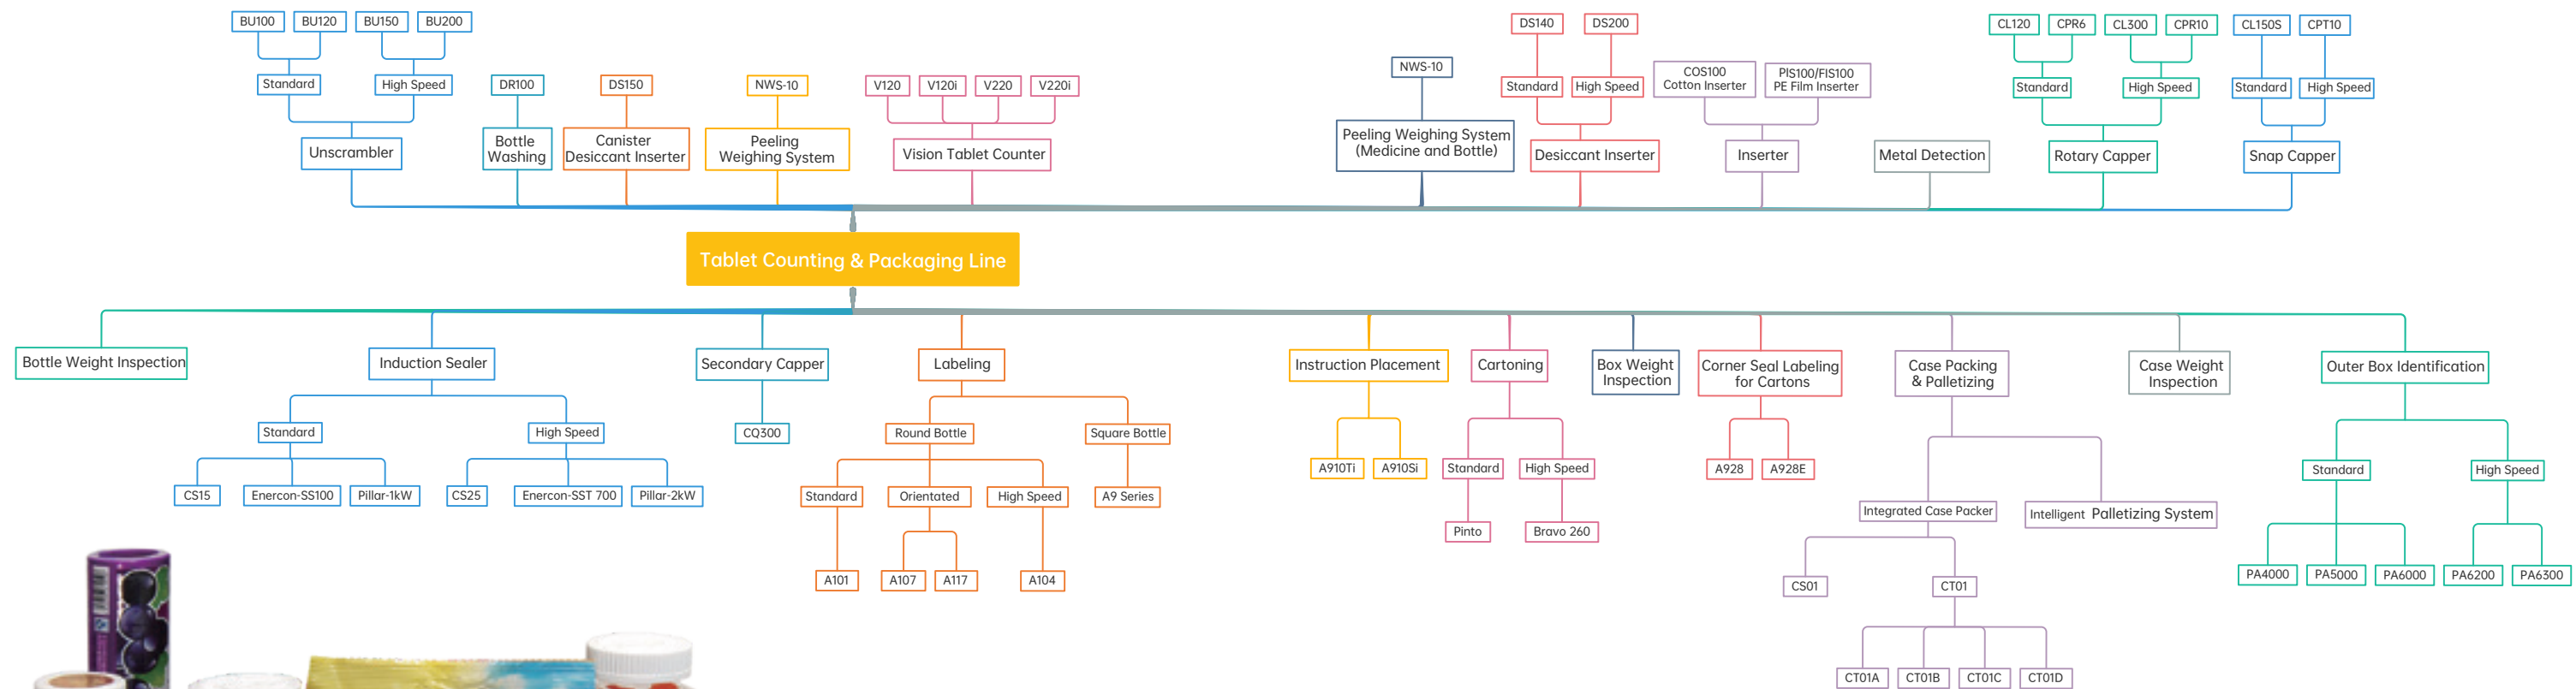 BU100
BU120
BU150
BU200
Standard
High Speed
Unscrambler
DR100
Bottle
Washing
DS150
Canister
Desiccant Inserter
NWS-10
Peeling
Weighing System
V120
V120i
V220
V220i
Vision Tablet Counter
NWS-10
Peeling Weighing System
(Medicine and Bottle)
DS140
DS200
Standard
High Speed
Desiccant Inserter
COS100
Cotton Inserter
PIS100/FIS100
PE Film Inserter
Inserter
Metal Detection
CL120
CPR6
CL300
CPR10
Standard
High Speed
Rotary Capper
CL150S
CPT10
Standard
High Speed
Snap Capper
Tablet Counting & Packaging Line
Bottle Weight Inspection
Induction Sealer
Standard
High Speed
CS15
Enercon-SS100
Pillar-1kW
CS25
Enercon-SST 700
Pillar-2kW
Secondary Capper
CQ300
Labeling
Round Bottle
Square Bottle
Standard
Orientated
High Speed
A9 Series
A101
A107
A117
A104
Instruction Placement
A910Ti
A910Si
Cartoning
Standard
High Speed
Pinto
Bravo 260
Box Weight
Inspection
Corner Seal Labeling
for Cartons
A928
A928E
Case Packing
& Palletizing
Integrated Case Packer
Intelligent Palletizing System
CS01
CT01
CT01A
CT01B
CT01C
CT01D
Case Weight
Inspection
Outer Box Identification
Standard
High Speed
PA4000
PA5000
PA6000
PA6200
PA6300